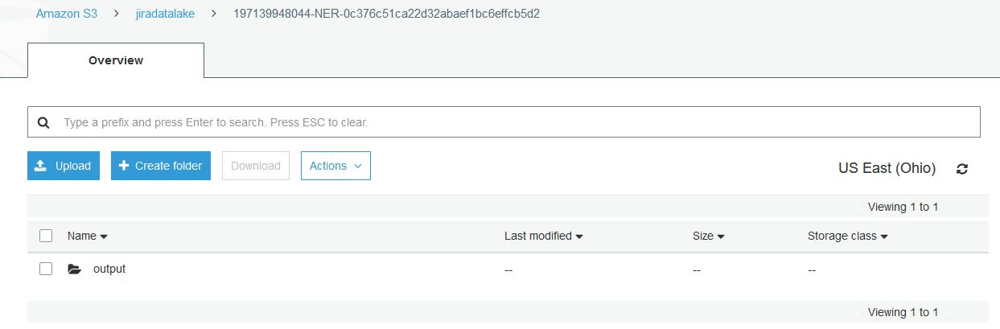 Amazon S3 > jiradatalake > 197139948044-NER-0c376c51ca22d32abaef1bc6effcb5d2
Overview
Type a prefix and press Enter to search. Press ESC to clear.
Upload Create folder Download Actions US East (Ohio)
Viewing 1 to 1
Name Last modified Size Storage class
output -- -- --
Viewing 1 to 1